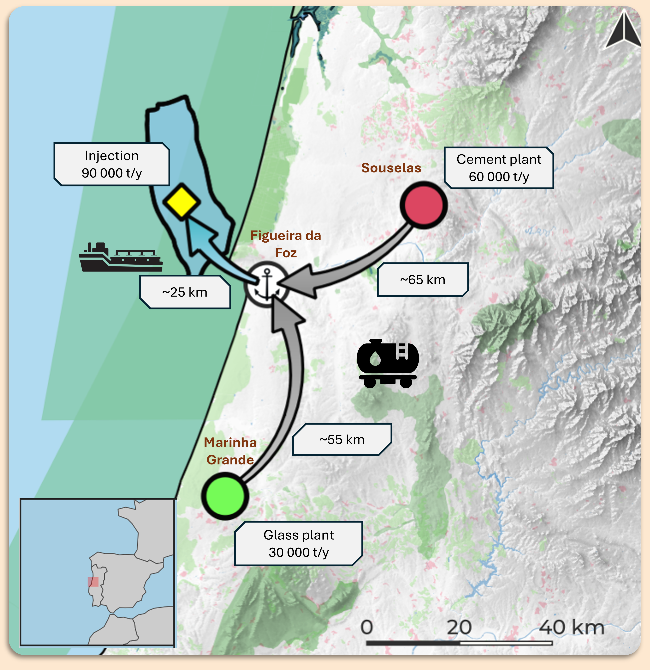 Injection
90 000 t/y
Souselas
Cement plant
60 000 t/y
Figueira da
Foz
~25 km
~65 km
~55 km
Marinha
Grande
Glass plant
30 000 t/y
0 20 40 km